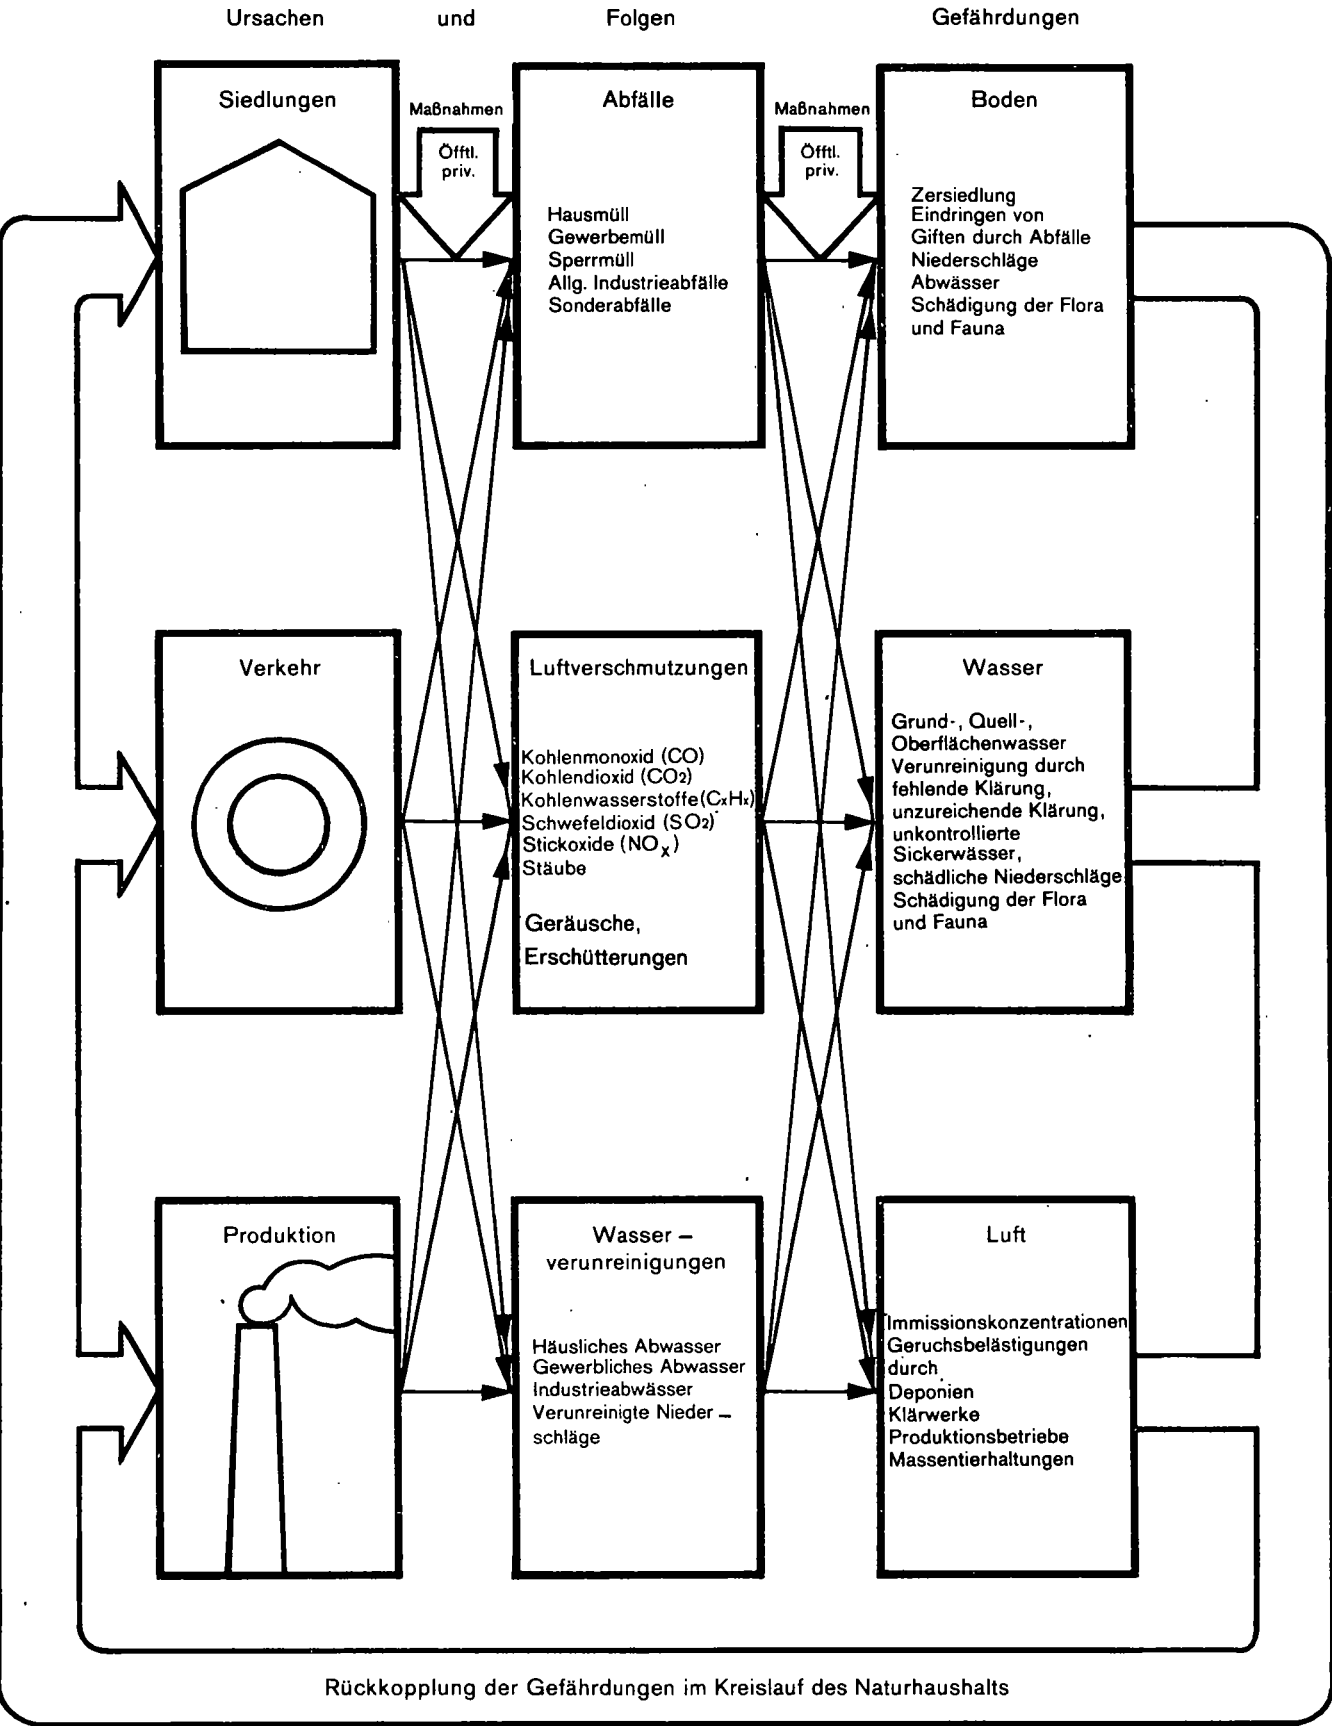 Ursachen und Folgen Gefährdungen
Siedlungen
Maßnahmen
Öfftl.
priv.
Abfälle
Hausmüll
Gewerbemüll
Sperrmüll
Allg. Industrieabfälle
Sonderabfälle
Maßnahmen
Öfftl.
priv.
Boden
Zersiedlung
Eindringen von
Giften durch Abfälle
Niederschläge
Abwässer
Schädigung der Flora
und Fauna
Verkehr
Luftverschmutzungen
Kohlenmonoxid (CO)
Kohlendioxid (CO2)
Kohlenwasserstoffe (CxHx)
Schwefeldioxid (SO2)
Stickoxide (NOx)
Stäube
Geräusche,
Erschütterungen
Wasser
Grund-, Quell-,
Oberflächenwasser
Verunreinigung durch
fehlende Klärung,
unzureichende Klärung,
unkontrollierte
Sickerwässer,
schädliche Niederschläge
Schädigung der Flora
und Fauna
Produktion
Wasser –
verunreinigungen
Häusliches Abwasser
Gewerbliches Abwasser
Industrieabwässer
Verunreinigte Nieder –
schläge
Luft
Immissionskonzentrationen
Geruchsbelästigungen
durch
Deponien
Klärwerke
Produktionsbetriebe
Massentierhaltungen
Rückkopplung der Gefährdungen im Kreislauf des Naturhaushalts